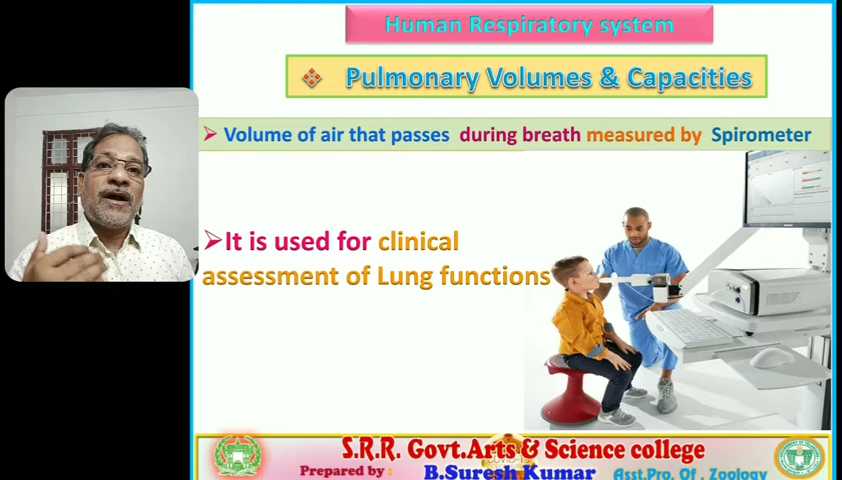 Human Respiratory system
Pulmonary Volumes & Capacities
Volume of air that passes during breath measured by Spirometer
It is used for clinical
assessment of Lung functions
S.R.R. Govt.Arts & Science college
Prepared by :
B.Suresh Kumar
Asst.Pro. Of . Zoology